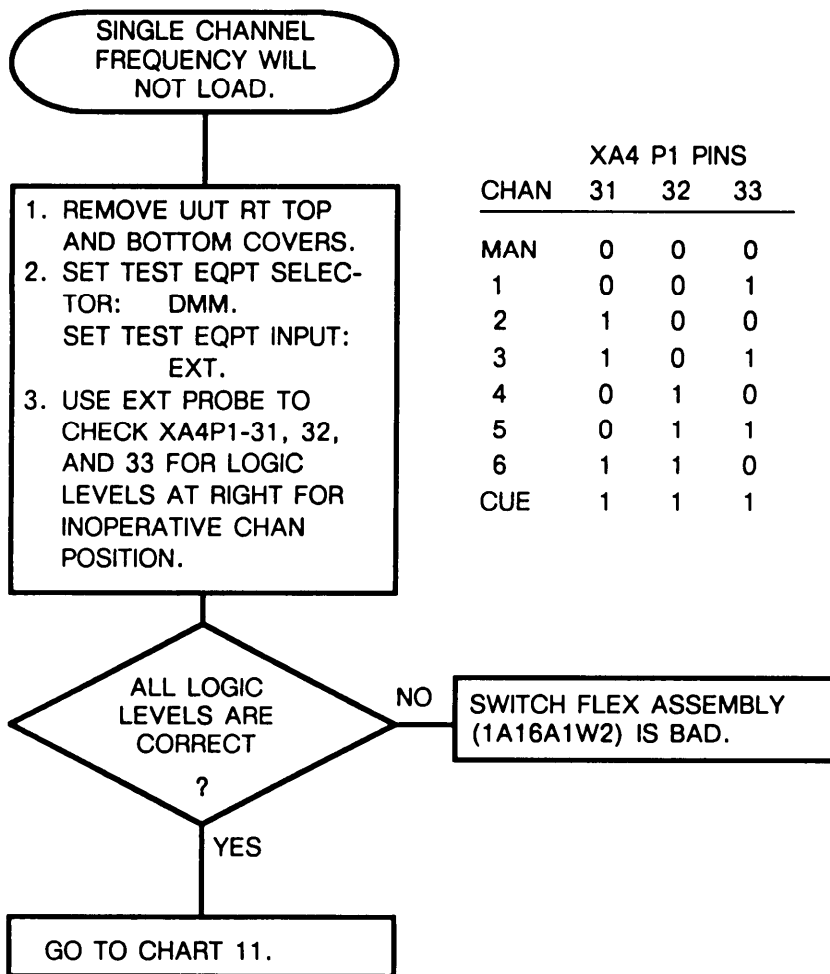 SINGLE CHANNEL
FREQUENCY WILL
NOT LOAD.
1. REMOVE UUT RT TOP
AND BOTTOM COVERS.
2. SET TEST EQPT SELEC-
TOR: DMM.
SET TEST EQPT INPUT:
EXT.
3. USE EXT PROBE TO
CHECK XA4P1-31, 32,
AND 33 FOR LOGIC
LEVELS AT RIGHT FOR
INOPERATIVE CHAN
POSITION.
XA4 P1 PINS
CHAN 31 32 33
MAN 0 0 0
1 0 0 1
2 1 0 0
3 1 0 1
4 0 1 0
5 0 1 1
6 1 1 0
CUE 1 1 1
ALL LOGIC
LEVELS ARE
CORRECT
?
NO
SWITCH FLEX ASSEMBLY
(1A16A1W2) IS BAD.
YES
GO TO CHART 11.